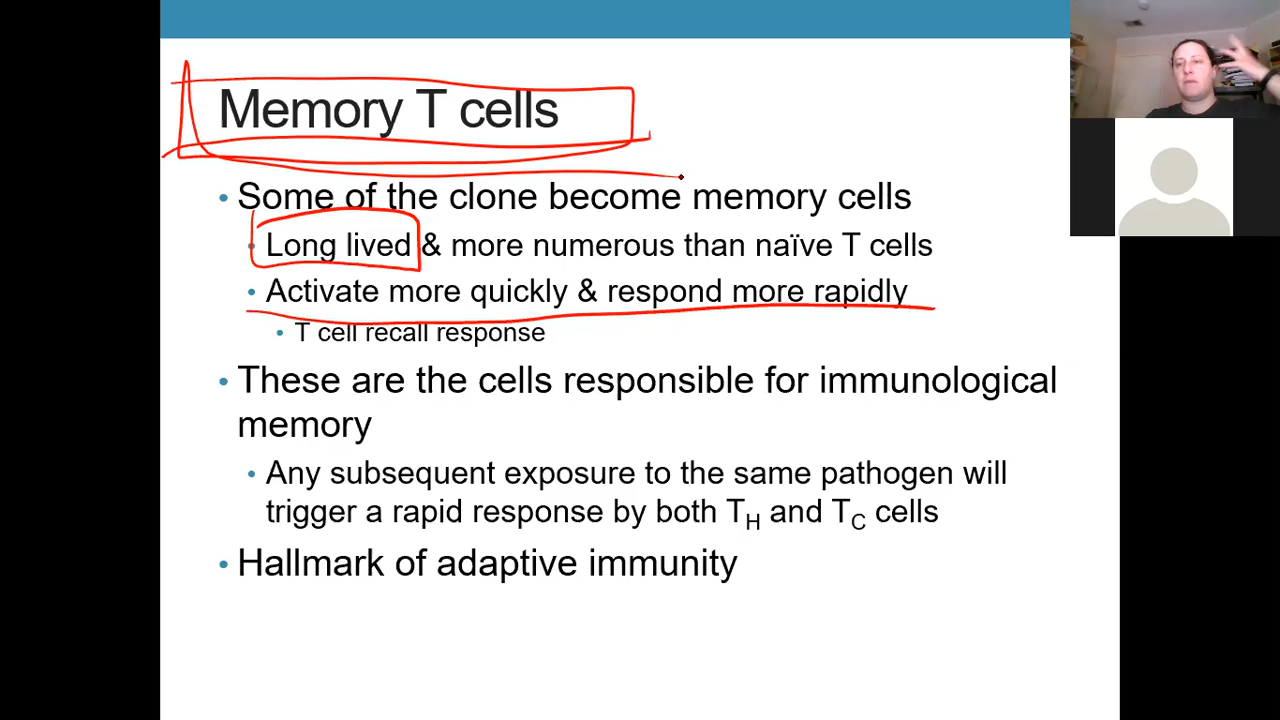 Memory T cells
• Some of the clone become memory cells
• Long lived & more numerous than naïve T cells
• Activate more quickly & respond more rapidly
• T cell recall response
• These are the cells responsible for immunological
memory
• Any subsequent exposure to the same pathogen will
trigger a rapid response by both TH and TC cells
• Hallmark of adaptive immunity